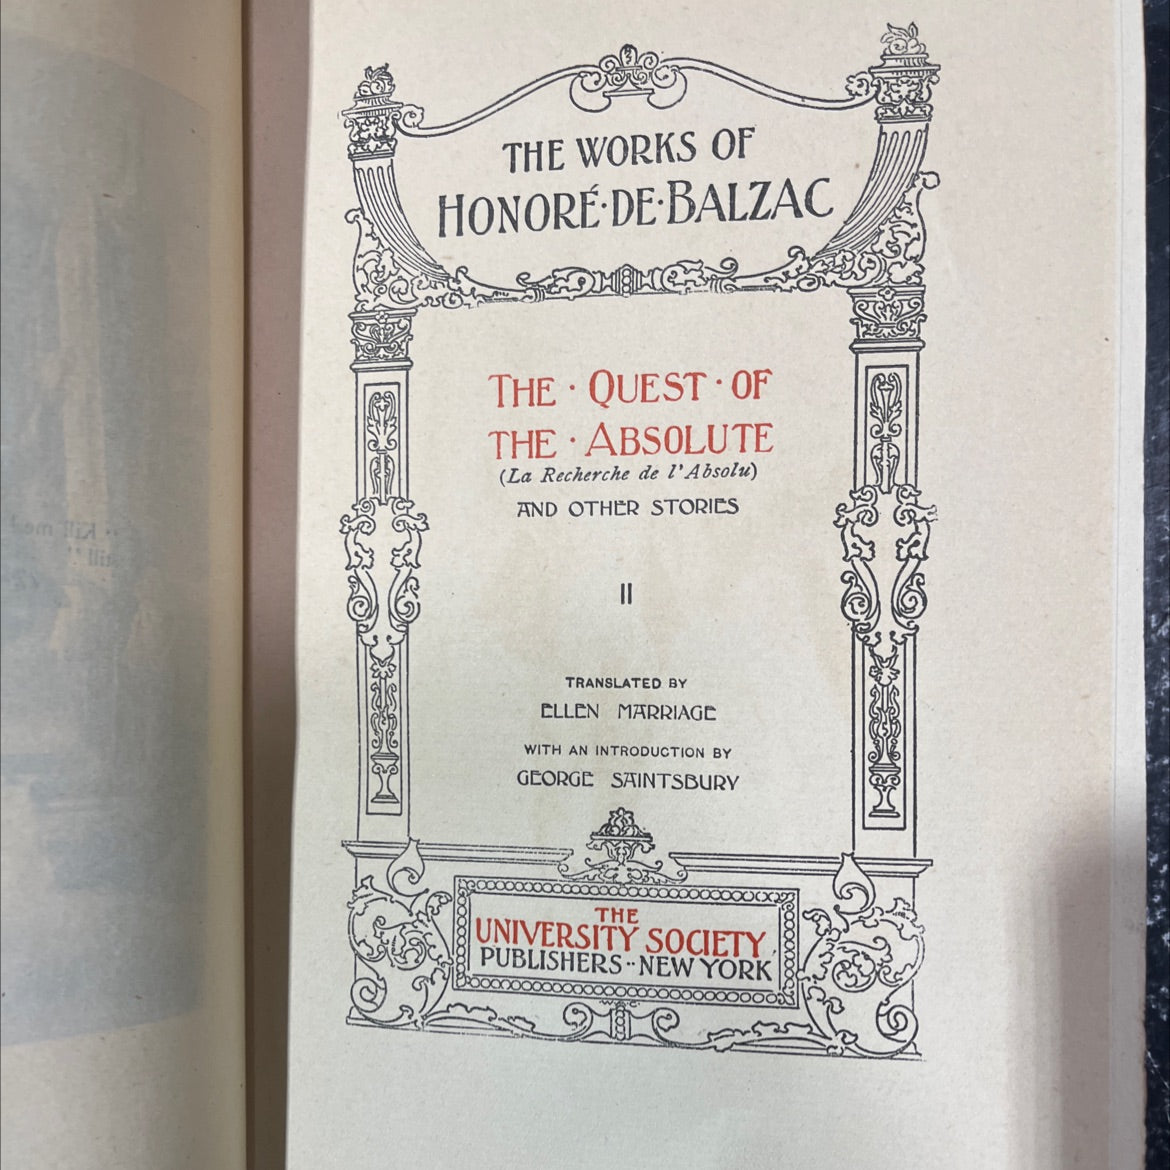 THE WORKS OF
HONORÉ·DE·BALZAC
THE · QUEST · OF
THE · ABSOLUTE
(La Recherche de l'Absolu)
AND OTHER STORIES
II
TRANSLATED BY
ELLEN MARRIAGE
WITH AN INTRODUCTION BY
GEORGE SAINTSBURY
THE
UNIVERSITY SOCIETY
PUBLISHERS·· NEW YORK